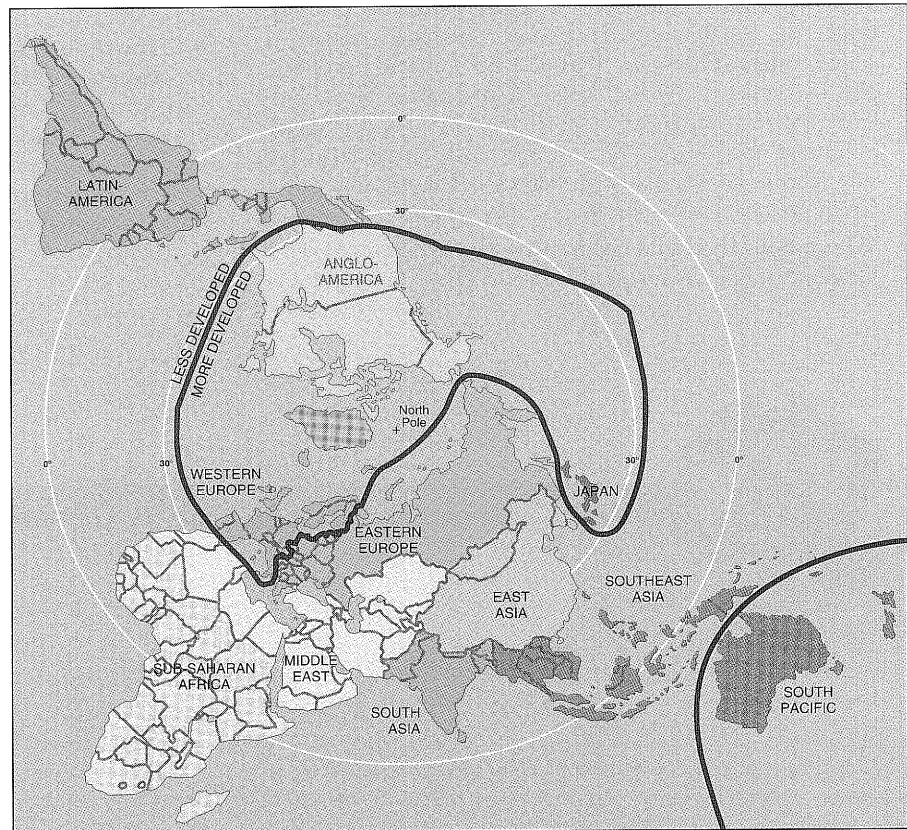 0°
30°
LATIN-
AMERICA
ANGLO-
AMERICA
LESS DEVELOPED
MORE DEVELOPED
North
Pole
0°
30°
30°
0°
WESTERN
EUROPE
JAPAN
EASTERN
EUROPE
EAST
ASIA
SOUTHEAST
ASIA
SUB-SAHARAN
AFRICA
MIDDLE
EAST
SOUTH
ASIA
SOUTH
PACIFIC